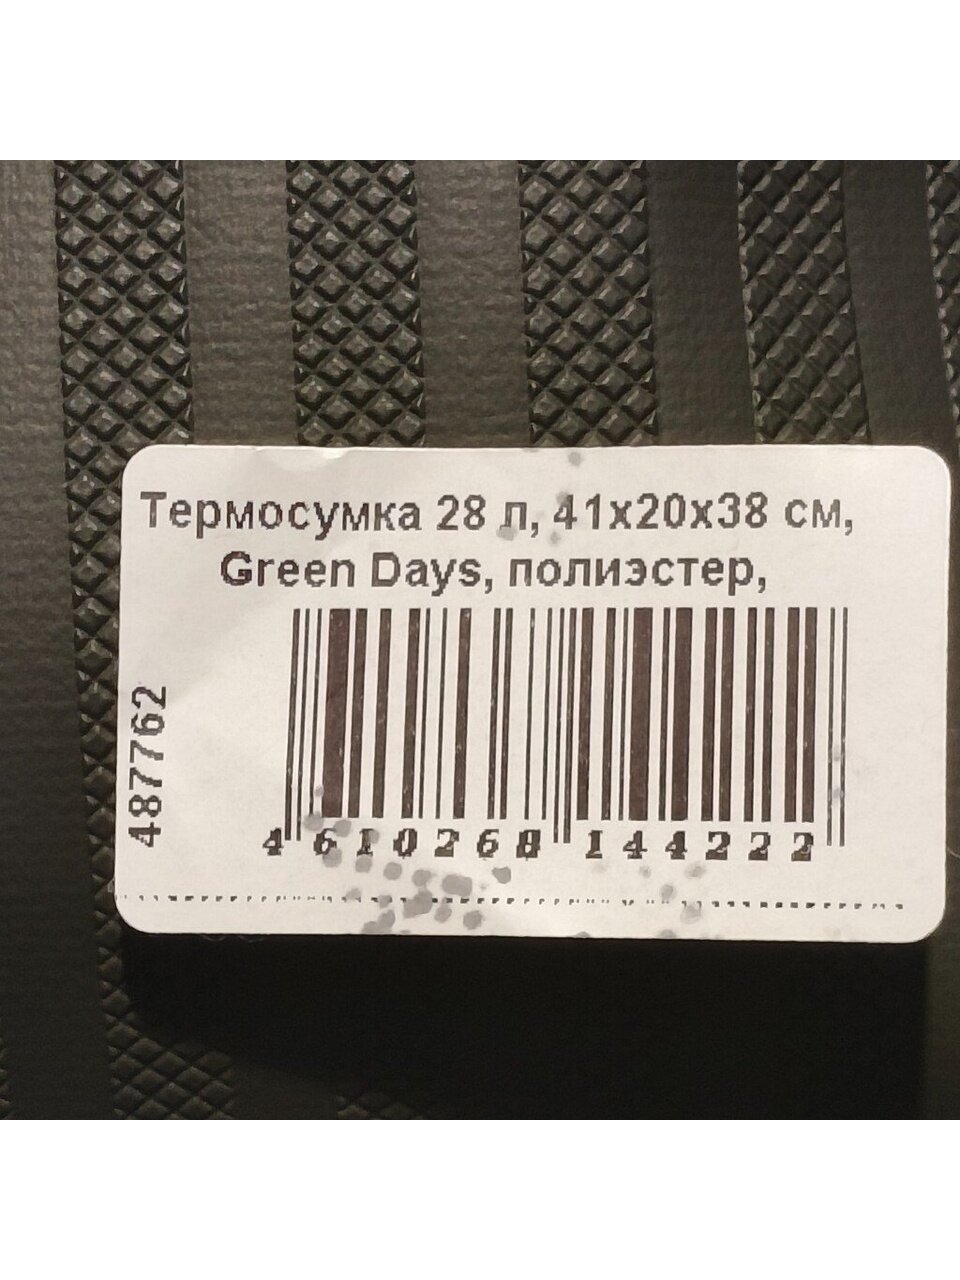 Термосумка 28 л, 41х20х38 см,
Green Days, полиэстер,
487762
4 610268 144222